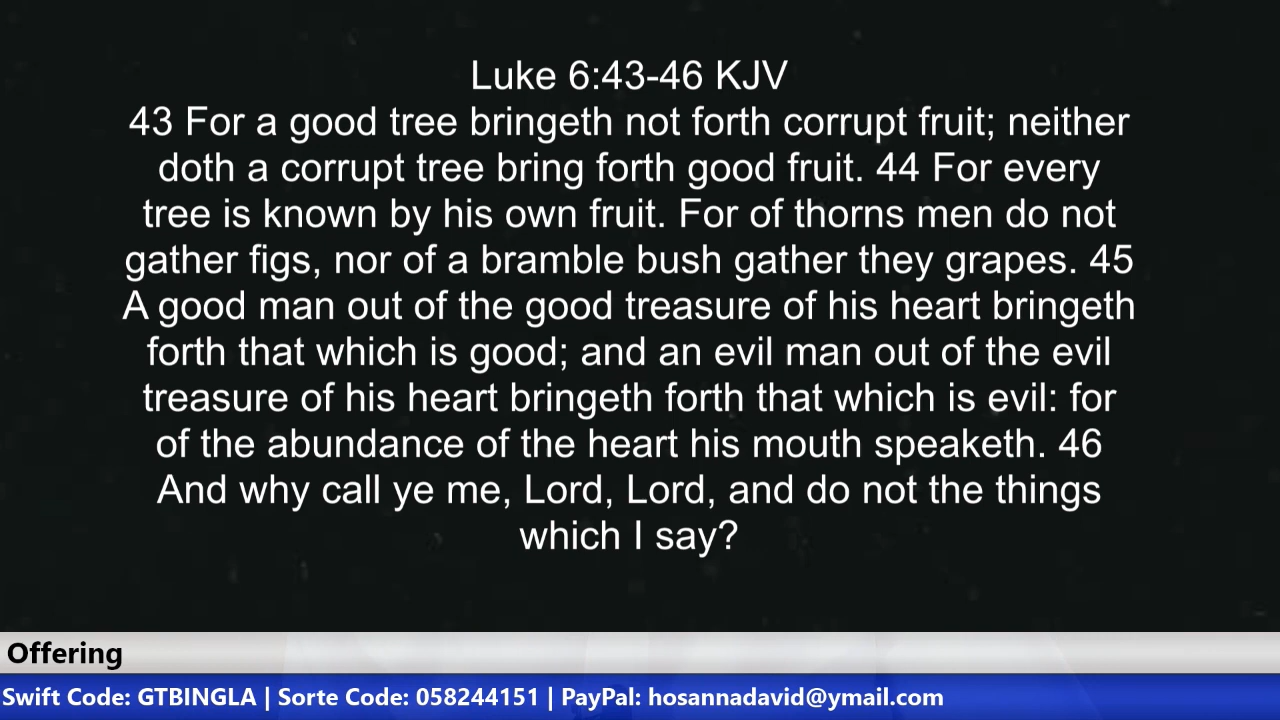 Luke 6:43-46 KJV
43 For a good tree bringeth not forth corrupt fruit; neither
doth a corrupt tree bring forth good fruit. 44 For every
tree is known by his own fruit. For of thorns men do not
gather figs, nor of a bramble bush gather they grapes. 45
A good man out of the good treasure of his heart bringeth
forth that which is good; and an evil man out of the evil
treasure of his heart bringeth forth that which is evil: for
of the abundance of the heart his mouth speaketh. 46
And why call ye me, Lord, Lord, and do not the things
which I say?
Offering
Swift Code: GTBINGLA | Sorte Code: 058244151 | PayPal: hosannadavid@ymail.com